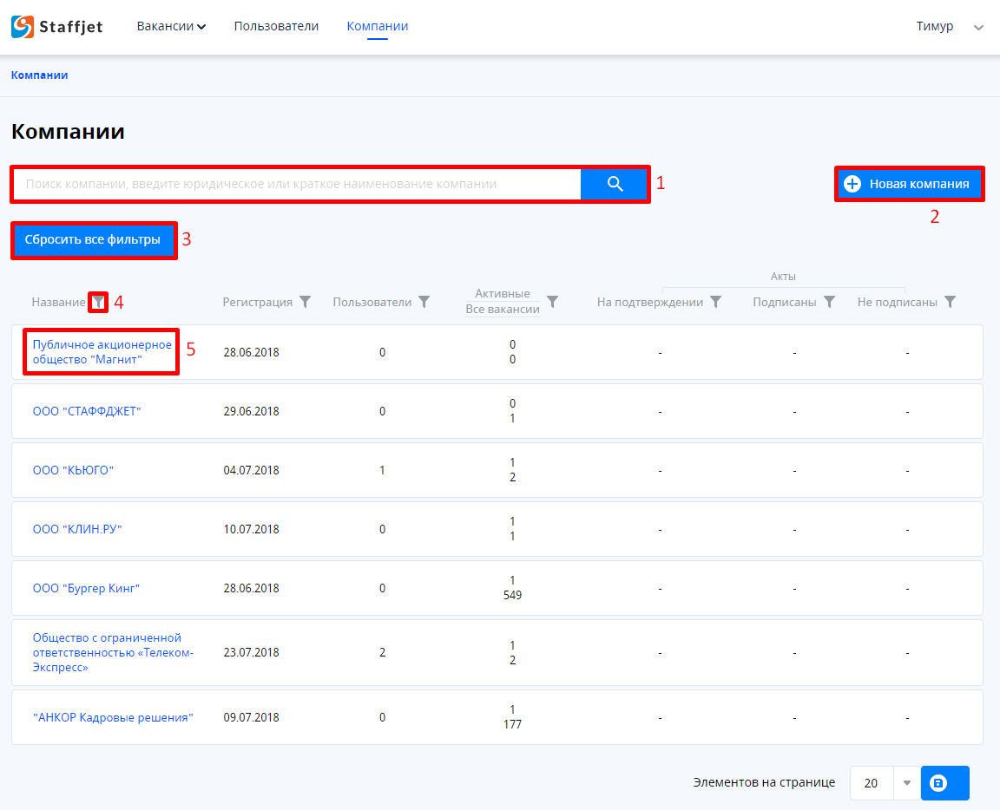 Staffjet
Вакансии
Пользователи
Компании
Тимур
Компании
Компании
Поиск компании, введите юридическое или краткое наименование компании
1
Новая компания
2
Сбросить все фильтры
3
Акты
Название
4
Регистрация
Пользователи
Активные
Все вакансии
На подтверждении
Подписаны
Не подписаны
Публичное акционерное
общество "Магнит"
5
28.06.2018
0
0
0
-
-
-
ООО "СТАФФДЖЕТ"
29.06.2018
0
0
1
-
-
-
ООО "КЬЮГО"
04.07.2018
1
1
2
-
-
-
ООО "КЛИН.РУ"
10.07.2018
0
1
1
-
-
-
ООО "Бургер Кинг"
28.06.2018
0
1
549
-
-
-
Общество с ограниченной
ответственностью «Телеком-
Экспресс»
23.07.2018
2
1
2
-
-
-
"АНКОР Кадровые решения"
09.07.2018
0
1
177
-
-
-
Элементов на странице
20